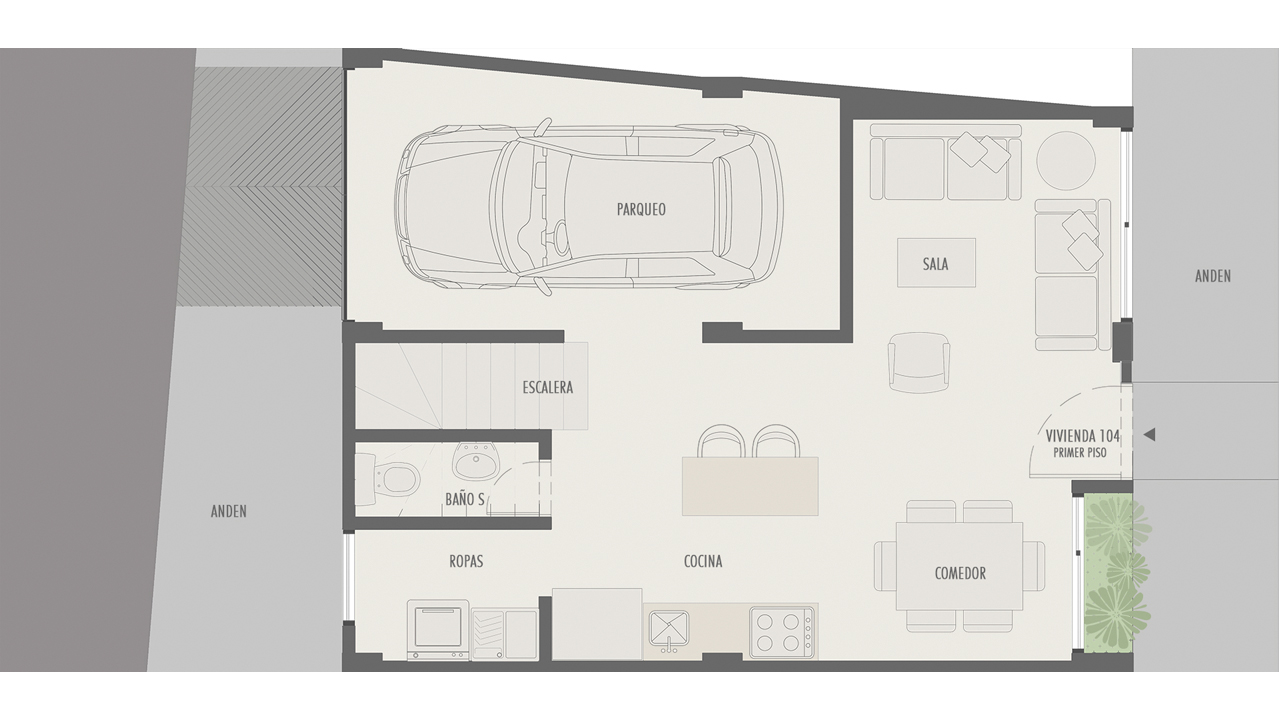 PARQUEO
SALA
ANDEN
ESCALERA
VIVIENDA 104
PRIMER PISO
BAÑO S
ANDEN
ROPAS
COCINA
COMEDOR